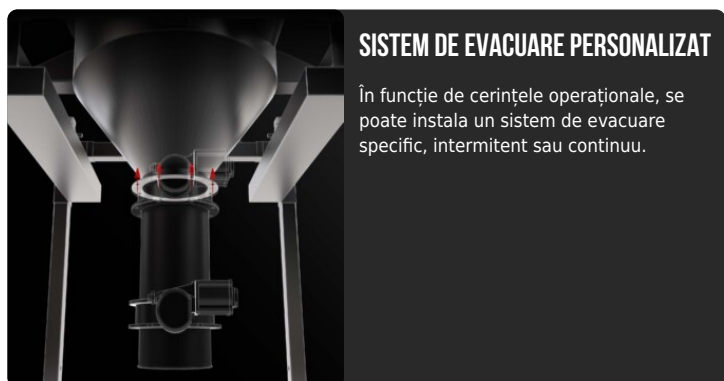 SISTEM DE EVACUARE PERSONALIZAT
În funcție de cerințele operaționale, se
poate instala un sistem de evacuare
specific, intermitent sau continuu.